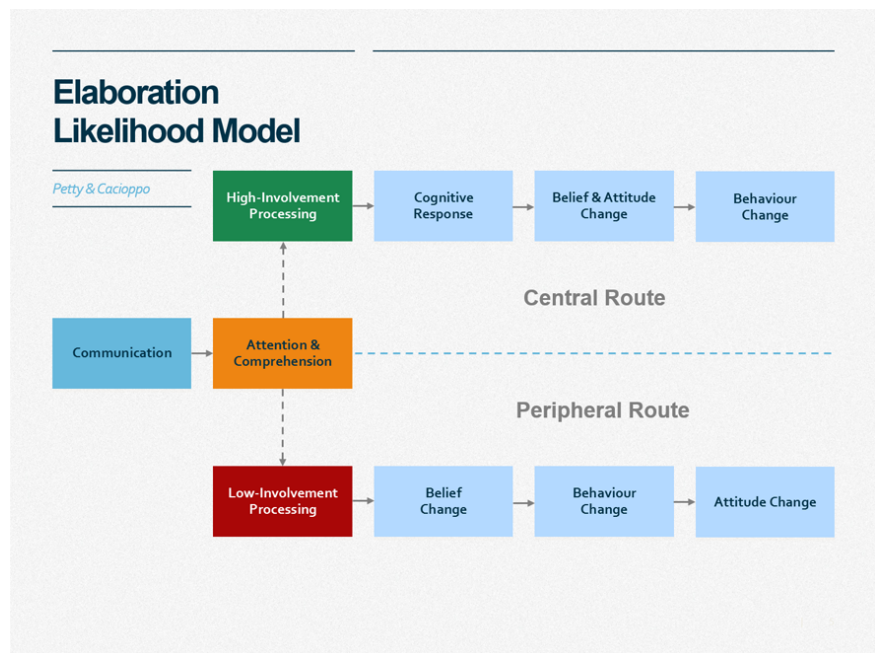 Elaboration
Likelihood Model
Petty & Cacioppo
High-Involvement
Processing
Cognitive
Response
Belief & Attitude
Change
Behaviour
Change
Central Route
Communication
Attention &
Comprehension
Peripheral Route
Low-Involvement
Processing
Belief
Change
Behaviour
Change
Attitude Change